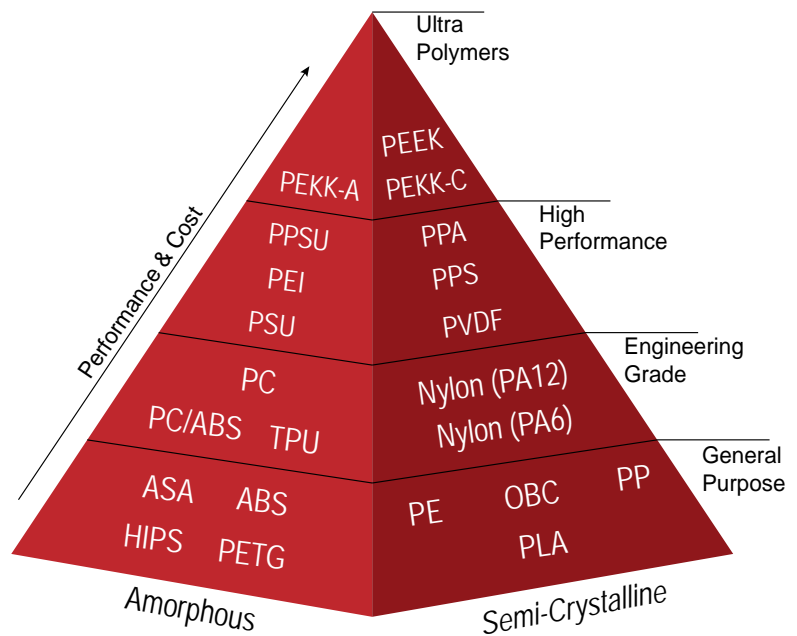 Ultra
Polymers
PEEK
PEKK-A
PEKK-C
High
Performance
Performance & Cost
PPSU
PPA
PEI
PPS
PSU
PVDF
Engineering
Grade
PC
Nylon (PA12)
PC/ABS
TPU
Nylon (PA6)
General
Purpose
ASA
ABS
PE
OBC
PP
HIPS
PETG
PLA
Amorphous
Semi-Crystalline